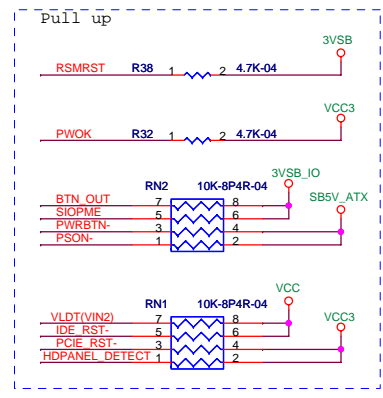 Pull up
3VSB
RSMRST R38 1 2 4.7K-04
VCC3
PWOK R32 1 2 4.7K-04
3VSB_IO
SB5V_ATX
RN2 10K-8P4R-04
BTN_OUT 7 8
SIOPME 5 6
PWRBTN- 3 4
PSON- 1 2
VCC
VCC3
RN1 10K-8P4R-04
VLDT(VIN2) 7 8
IDE_RST- 5 6
PCIE_RST- 3 4
HDPANEL_DETECT 1 2